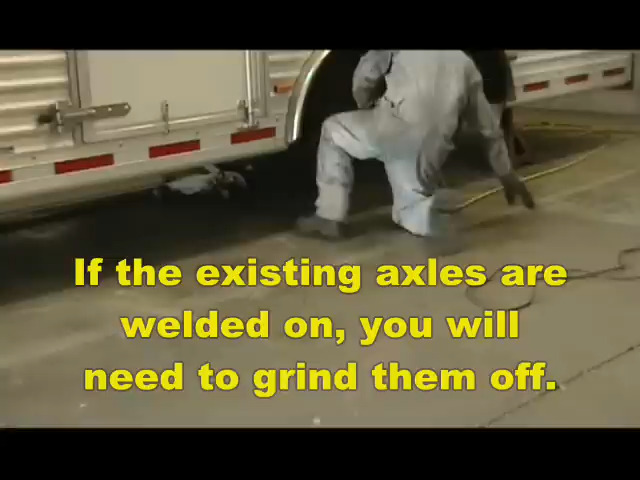 If the existing axles are
welded on, you will
need to grind them off.